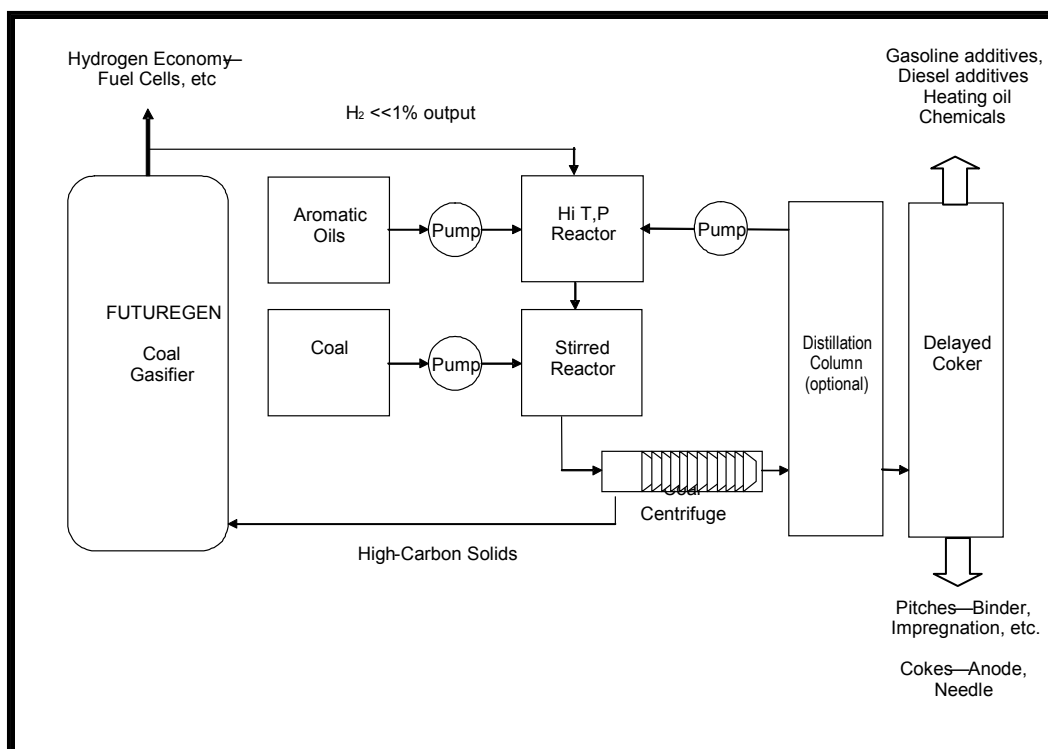 Hydrogen Economy—
Fuel Cells, etc
H₂ <<1% output
Gasoline additives,
Diesel additives
Heating oil
Chemicals
Aromatic
Oils
Pump
Hi T,P
Reactor
Pump
FUTUREGEN
Coal
Gasifier
Coal
Pump
Stirred
Reactor
Distillation
Column
(optional)
Delayed
Coker
Centrifuge
High-Carbon Solids
Pitches—Binder,
Impregnation, etc.
Cokes—Anode,
Needle